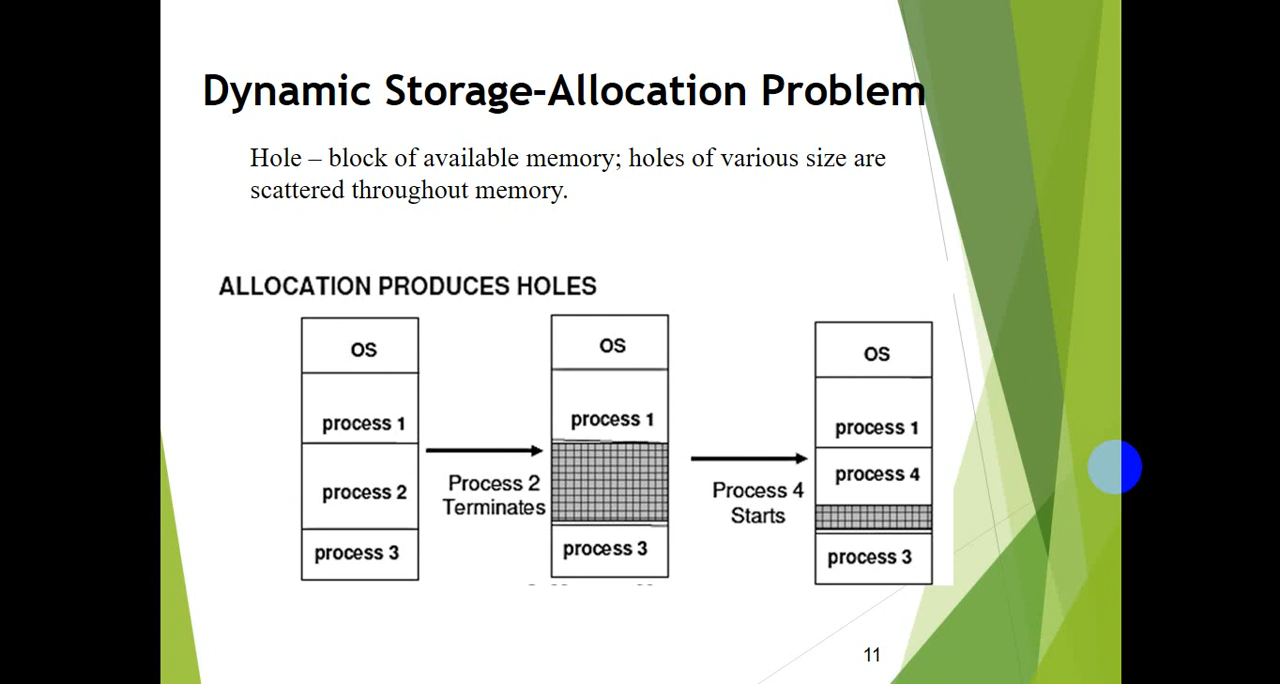 Dynamic Storage-Allocation Problem
Hole – block of available memory; holes of various size are
scattered throughout memory.
ALLOCATION PRODUCES HOLES
OS
process 1
process 2
process 3
Process 2
Terminates
OS
process 1
process 3
Process 4
Starts
OS
process 1
process 4
process 3
11